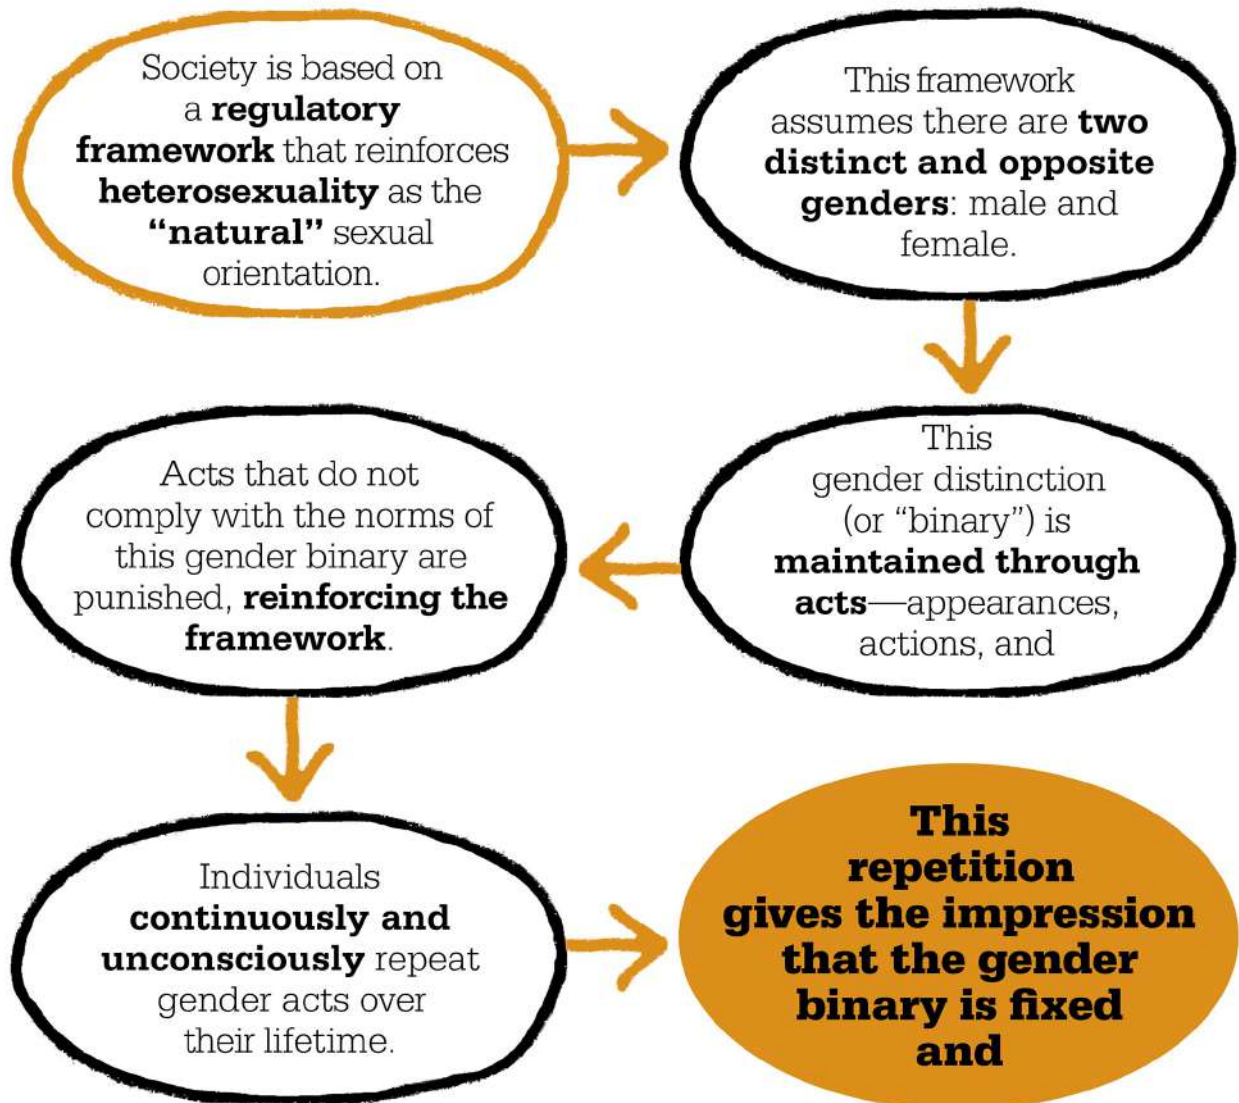 Society is based on
a regulatory
framework that reinforces
heterosexuality as the
“natural” sexual
orientation.
This framework
assumes there are two
distinct and opposite
genders: male and
female.
This
gender distinction
(or “binary”) is
maintained through
acts—appearances,
actions, and
Acts that do not
comply with the norms of
this gender binary are
punished, reinforcing the
framework.
Individuals
continuously and
unconsciously repeat
gender acts over
their lifetime.
This
repetition
gives the impression
that the gender
binary is fixed
and